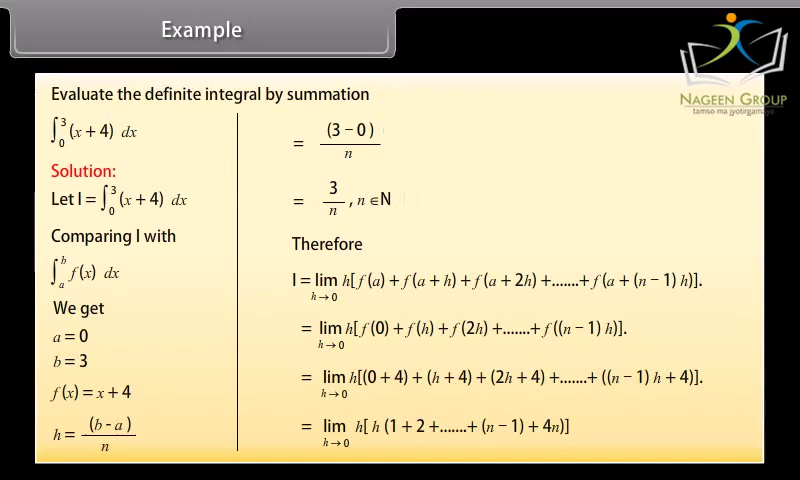 Example
NAGEEN GROUP
tamso ma jyotirgamaya
Evaluate the definite integral by summation
∫₀³ (x + 4) dx
Solution:
Let I = ∫₀³ (x + 4) dx
Comparing I with
∫ₐᵇ f(x) dx
We get
a = 0
b = 3
f(x) = x + 4
h = (b - a) / n
= (3 − 0) / n
= 3 / n , n ∈ N
Therefore
I = lim h→0 h[ f(a) + f(a + h) + f(a + 2h) +.......+ f(a + (n − 1) h)].
= lim h→0 h[f(0) + f(h) + f(2h) +.......+ f((n − 1) h)].
= lim h→0 h[(0 + 4) + (h + 4) + (2h + 4) +.......+ ((n − 1) h + 4)].
= lim h→0 h[ h (1 + 2 +.......+ (n − 1) + 4n)]